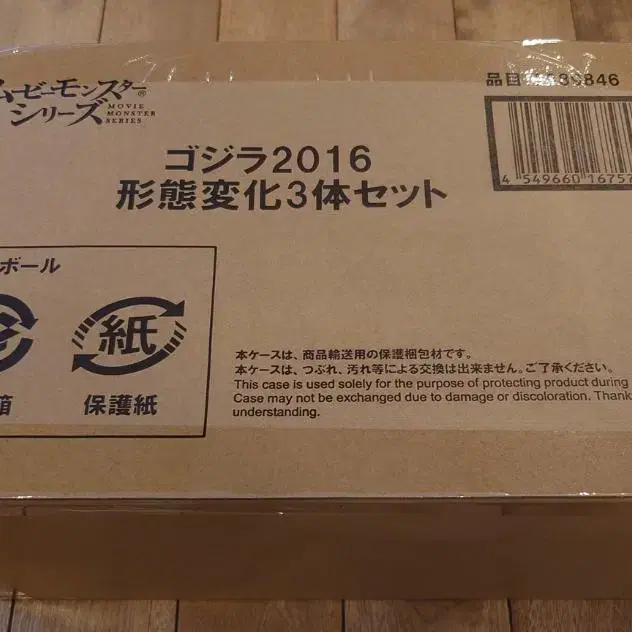 ムービーモンスター®
シリーズ MOVIE MONSTER SERIES
品目 39846
4 549660 16757
ゴジラ2016
形態変化3体セット
ボール
紙
箱
保護紙
本ケースは、商品輸送用の保護梱包材です。
本ケースは、つぶれ、汚れ等による交換は出来ません。ご了承ください。
This case is used solely for the purpose of protecting product during
Case may not be exchanged due to damage or discoloration. Thank
understanding.